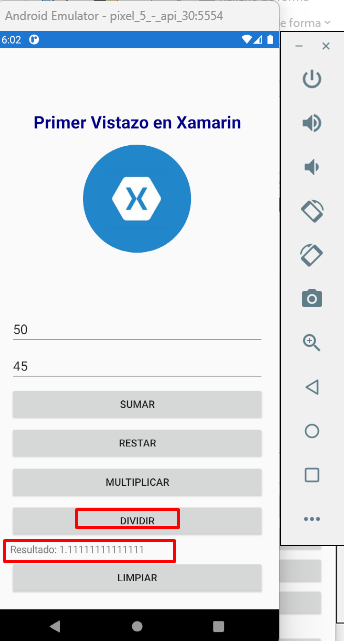 Android Emulator - pixel_5_-_api_30:5554
e forma
6:02
Primer Vistazo en Xamarin
50
45
SUMAR
RESTAR
MULTIPLICAR
DIVIDIR
Resultado: 1.11111111111111
LIMPIAR